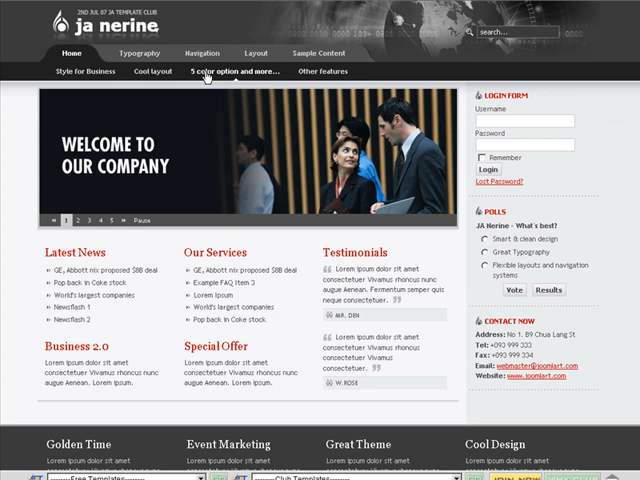 2ND JUL 07 JA TEMPLATE CLUB
ja nerine
search...
Home Typography Navigation Layout Sample Content
Style for Business Cool layout 5 color option and more... Other features
WELCOME TO
OUR COMPANY
1 2 3 4 5 Pause
Latest News
GE, Abbott nix proposed $8B deal
Pop back in Coke stock
World's largest companies
Newsflash 1
Newsflash 2
Our Services
GE, Abbott nix proposed $8B deal
Example FAQ Item 3
Lorem Ipsum
World's largest companies
Pop back in Coke stock
Testimonials
Lorem ipsum dolor sit amet
consectetuer Vivamus rhoncus nunc
augue Aenean. Fermentum semper quis
neque consectetuer.
MR. DEN
Lorem ipsum dolor sit amet
consectetuer Vivamus rhoncus nunc
Vivamus consectetuer.
W.ROSE
Business 2.0
Lorem ipsum dolor sit amet
consectetuer Vivamus rhoncus nunc
augue Aenean. Lorem ipsum.
Special Offer
Lorem ipsum dolor sit amet
consectetuer Vivamus rhoncus nunc
augue Aenean. Lorem ipsum.
LOGIN FORM
Username
Password
Remember
Login
Lost Password?
POLLS
JA Nerine - What's best?
Smart & clean design
Great Typography
Flexible layouts and navigation
systems
Vote Results
CONTACT NOW
Address: No 1. B9 Chua Lang St
Tel: +093 999 333
Fax: +093 999 334
Email: webmaster@joomlart.com
Website: www.joomlart.com
Golden Time
Lorem ipsum dolor sit amet
Event Marketing
Lorem ipsum dolor sit amet
Great Theme
Lorem ipsum dolor sit amet
Cool Design
Lorem ipsum dolor sit amet
--------Free Templates-------- --------Club Templates-------- JOIN NOW